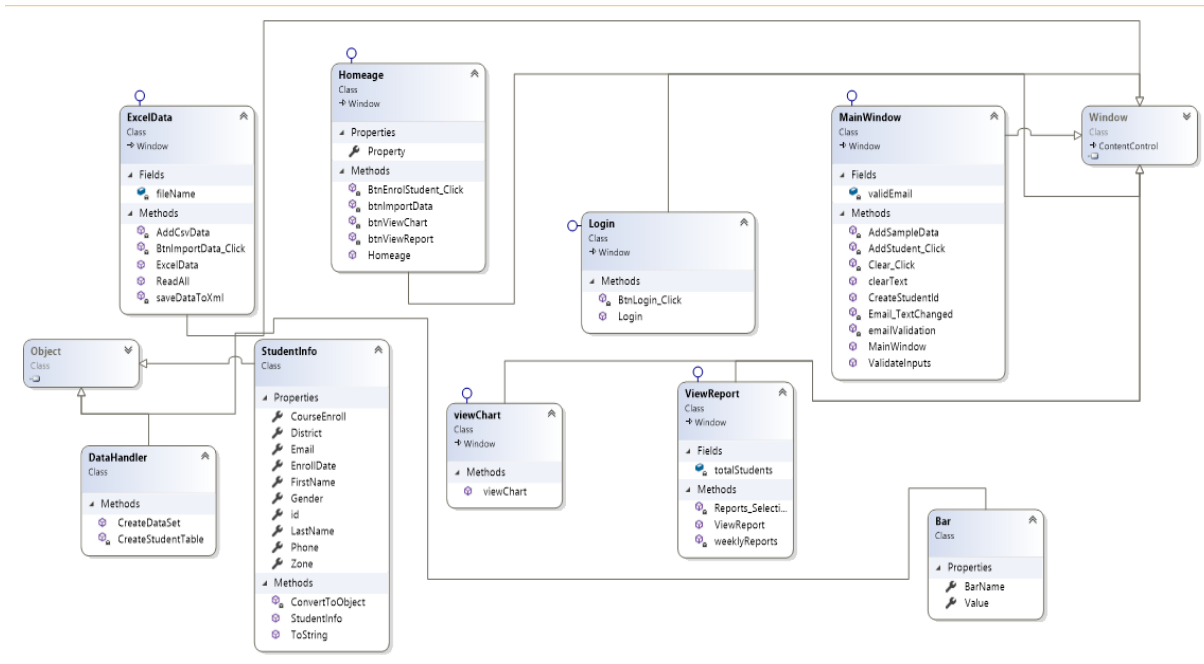 Homeage
Class
Window
Properties
Property
Methods
BtnEnrolStudent_Click
btnImportData
btnViewChart
btnViewReport
Homeage
ExcelData
Class
Window
Fields
fileName
Methods
AddCsvData
BtnImportData_Click
ExcelData
ReadAll
saveDataToXml
MainWindow
Class
Window
Fields
validEmail
Methods
AddSampleData
AddStudent_Click
Clear_Click
clearText
CreateStudentId
Email_TextChanged
emailValidation
MainWindow
ValidateInputs
Window
Class
ContentControl
Login
Class
Window
Methods
BtnLogin_Click
Login
Object
Class
StudentInfo
Class
Properties
CourseEnroll
District
Email
EnrollDate
FirstName
Gender
id
LastName
Phone
Zone
Methods
ConvertToObject
StudentInfo
ToString
DataHandler
Class
Methods
CreateDataSet
CreateStudentTable
viewChart
Class
Window
Methods
viewChart
ViewReport
Class
Window
Fields
totalStudents
Methods
Reports_Selecti...
ViewReport
weeklyReports
Bar
Class
Properties
BarName
Value